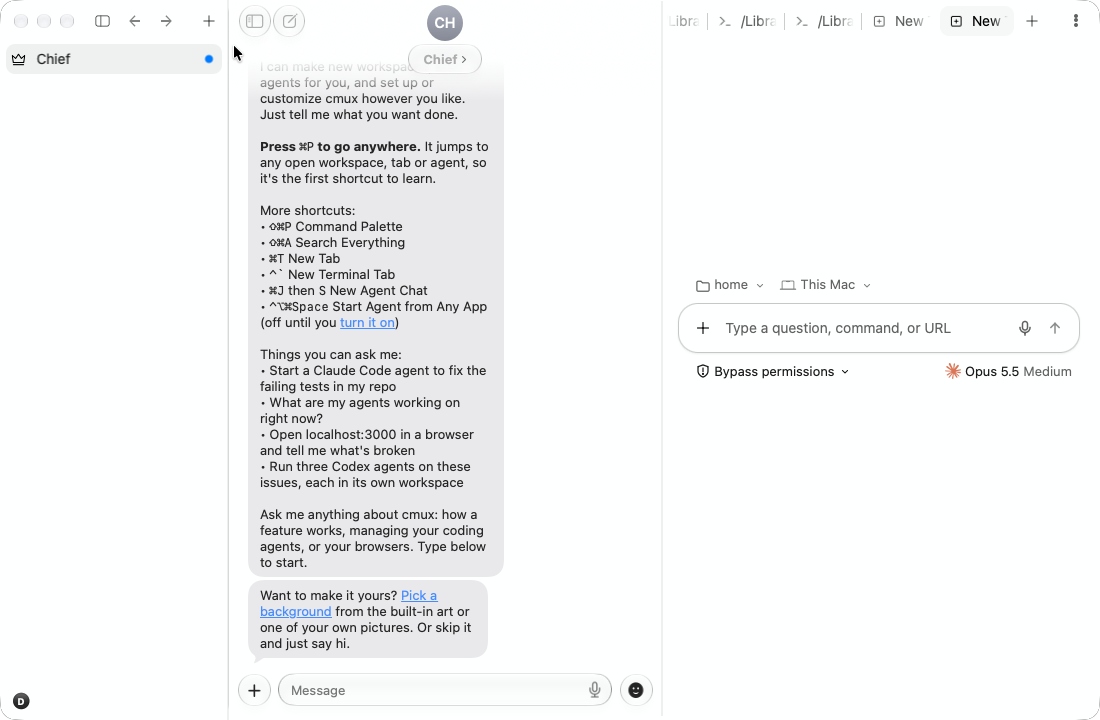 Chief
D
CH
Chief ›
I can make new workspac
agents for you, and set up or
customize cmux however you like.
Just tell me what you want done.
Press ⌘P to go anywhere. It jumps to
any open workspace, tab or agent, so
it's the first shortcut to learn.
More shortcuts:
• ⇧⌘P Command Palette
• ⇧⌘A Search Everything
• ⌘T New Tab
• ^` New Terminal Tab
• ⌘J then S New Agent Chat
• ^⌥⌘Space Start Agent from Any App
(off until you turn it on)
Things you can ask me:
• Start a Claude Code agent to fix the
failing tests in my repo
• What are my agents working on
right now?
• Open localhost:3000 in a browser
and tell me what's broken
• Run three Codex agents on these
issues, each in its own workspace
Ask me anything about cmux: how a
feature works, managing your coding
agents, or your browsers. Type below
to start.
Want to make it yours? Pick a
background from the built-in art or
one of your own pictures. Or skip it
and just say hi.
Message
Libra /Libra /Libra New New
home This Mac
Type a question, command, or URL
Bypass permissions Opus 5.5 Medium